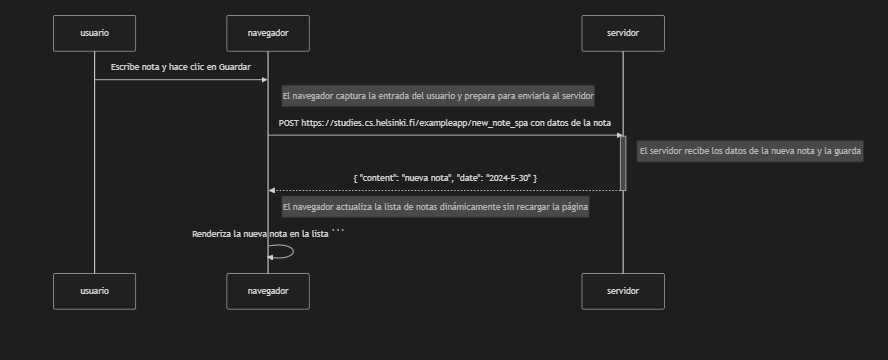 usuario
navegador
servidor
Escribe nota y hace clic en Guardar
El navegador captura la entrada del usuario y prepara para enviarla al servidor
POST https://studies.cs.helsinki.fi/exampleapp/new_note_spa con datos de la nota
El servidor recibe los datos de la nueva nota y la guarda
{ "content": "nueva nota", "date": "2024-5-30" }
El navegador actualiza la lista de notas dinámicamente sin recargar la página
Renderiza la nueva nota en la lista ```
usuario
navegador
servidor